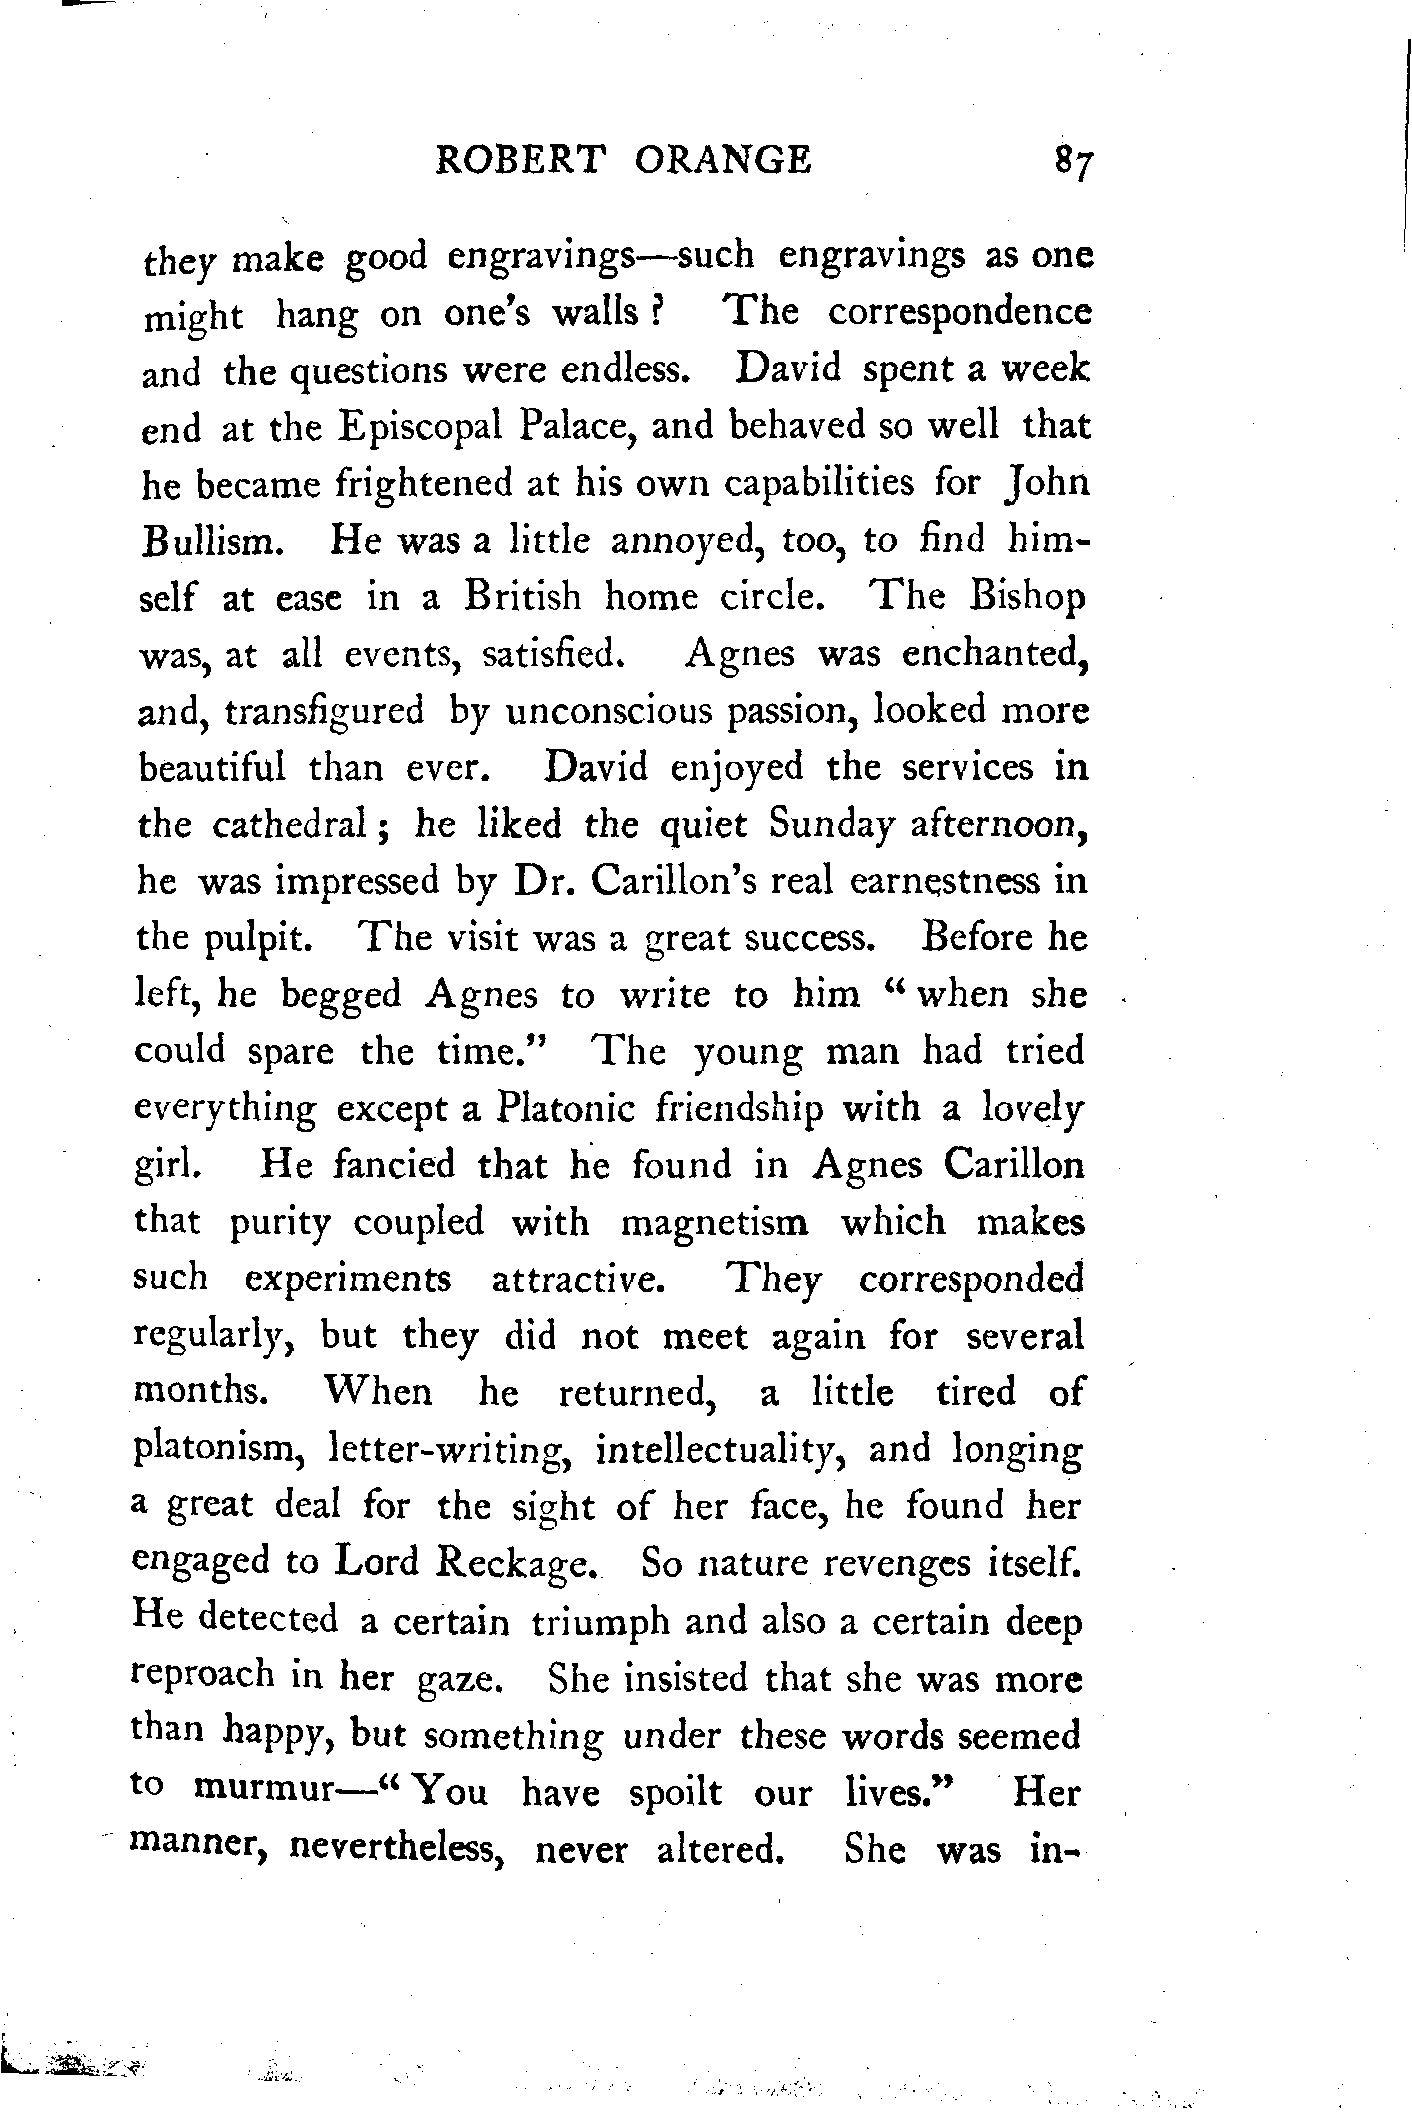 ROBERT ORANGE 87
they make good engravings—such engravings as one
might hang on one's walls ? The correspondence
and the questions were endless. David spent a week
end at the Episcopal Palace, and behaved so well that
he became frightened at his own capabilities for John
Bullism. He was a little annoyed, too, to find him-
self at ease in a British home circle. The Bishop
was, at all events, satisfied. Agnes was enchanted,
and, transfigured by unconscious passion, looked more
beautiful than ever. David enjoyed the services in
the cathedral ; he liked the quiet Sunday afternoon,
he was impressed by Dr. Carillon's real earnestness in
the pulpit. The visit was a great success. Before he
left, he begged Agnes to write to him " when she
could spare the time." The young man had tried
everything except a Platonic friendship with a lovely
girl. He fancied that he found in Agnes Carillon
that purity coupled with magnetism which makes
such experiments attractive. They corresponded
regularly, but they did not meet again for several
months. When he returned, a little tired of
platonism, letter-writing, intellectuality, and longing
a great deal for the sight of her face, he found her
engaged to Lord Reckage. So nature revenges itself.
He detected a certain triumph and also a certain deep
reproach in her gaze. She insisted that she was more
than happy, but something under these words seemed
to murmur—" You have spoilt our lives." Her
manner, nevertheless, never altered. She was in-